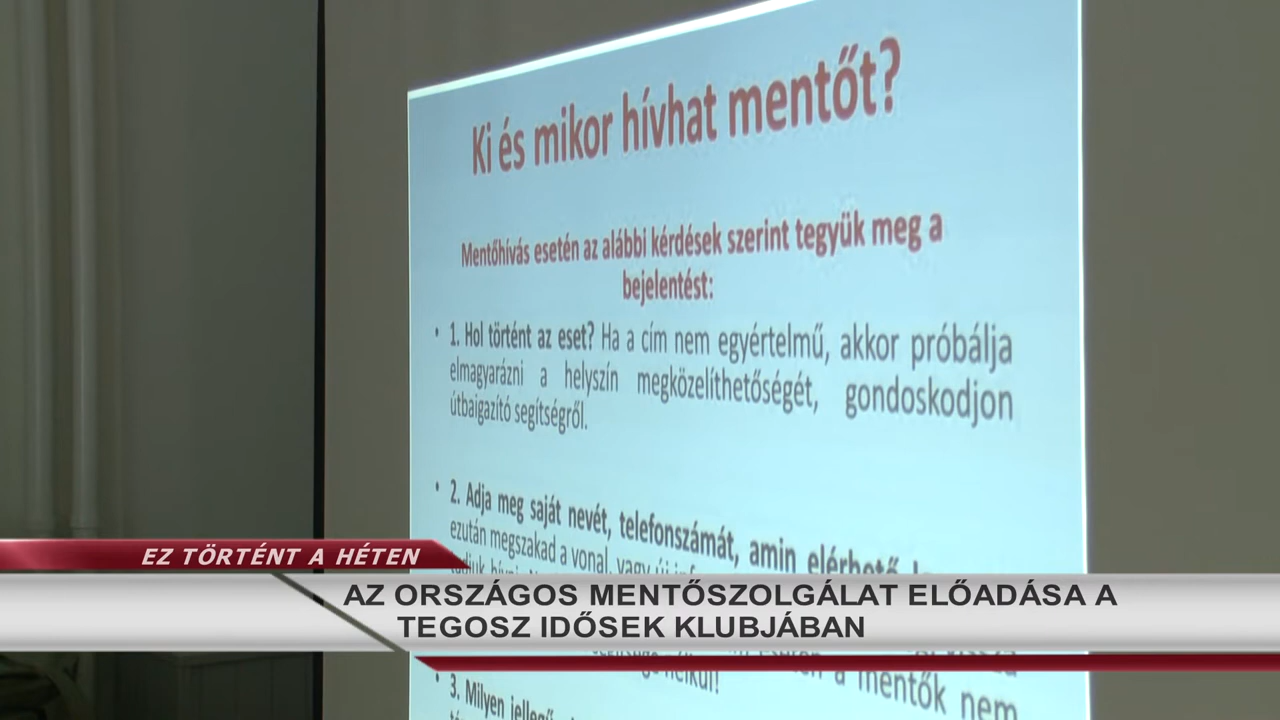 Ki és mikor hívhat mentőt?
Mentőhívás esetén az alábbi kérdések szerint tegyük meg a
bejelentést:
• 1. Hol történt az eset? Ha a cím nem egyértelmű, akkor próbálja
elmagyarázni a helyszín megközelíthetőségét, gondoskodjon
útbaigazító segítségről.
• 2. Adja meg saját nevét, telefonszámát, amin elérhető
ezután megszakad a vonal, vagy új
EZ TÖRTÉNT A HÉTEN
AZ ORSZÁGOS MENTŐSZOLGÁLAT ELŐADÁSA A
TEGOSZ IDŐSEK KLUBJÁBAN
nélkül! a mentők nem
• 3. Milyen